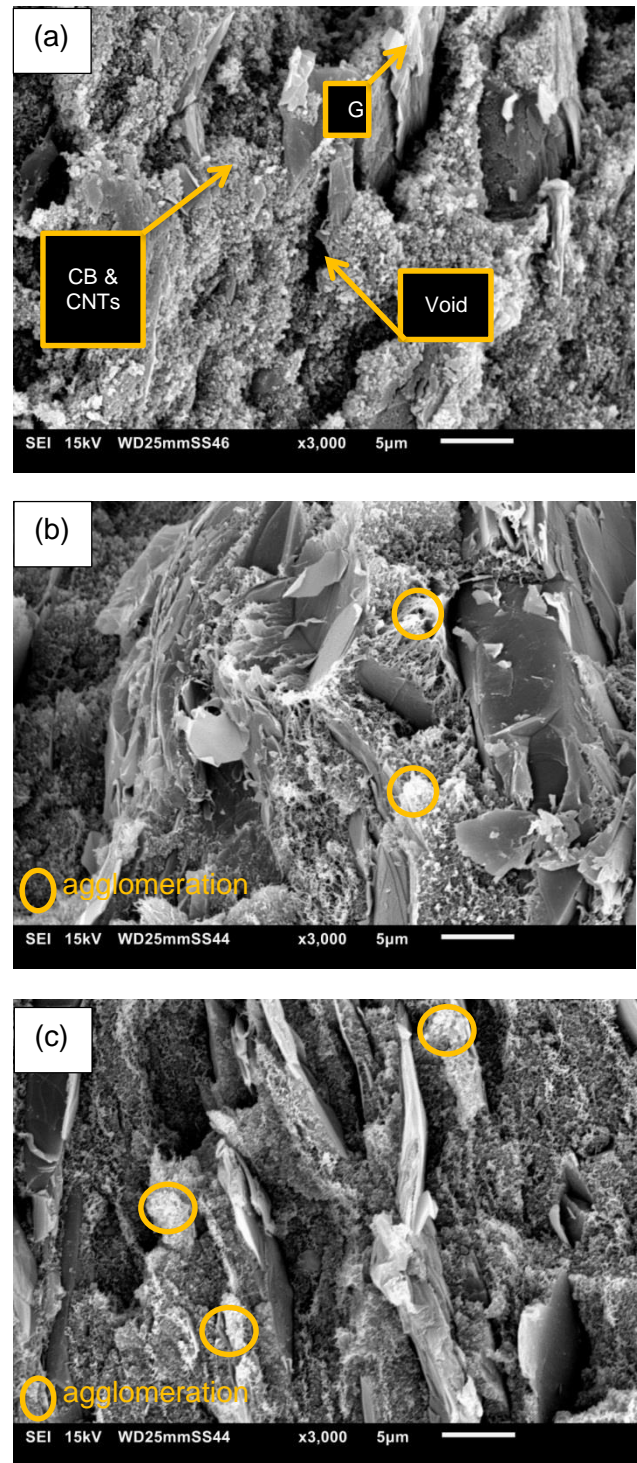 (a)
G
CB &
CNTs
Void
SEI 15kV WD25mmSS46 x3,000 5µm
(b)
agglomeration
SEI 15kV WD25mmSS44 x3,000 5µm
(c)
agglomeration
SEI 15kV WD25mmSS44 x3,000 5µm